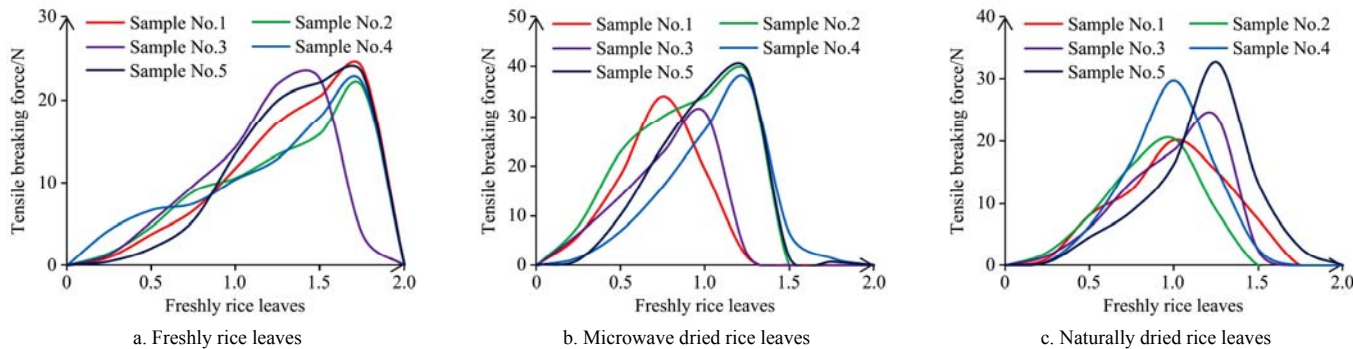 30
20
10
0
Tensile breaking force/N
Sample No.1
Sample No.2
Sample No.3
Sample No.4
Sample No.5
0
0.5
1.0
1.5
2.0
Freshly rice leaves
a. Freshly rice leaves
50
40
30
20
10
0
Tensile breaking force/N
Sample No.1
Sample No.2
Sample No.3
Sample No.4
Sample No.5
0
0.5
1.0
1.5
2.0
Freshly rice leaves
b. Microwave dried rice leaves
40
30
20
10
0
Tensile breaking force/N
Sample No.1
Sample No.2
Sample No.3
Sample No.4
Sample No.5
0
0.5
1.0
1.5
2.0
Freshly rice leaves
c. Naturally dried rice leaves